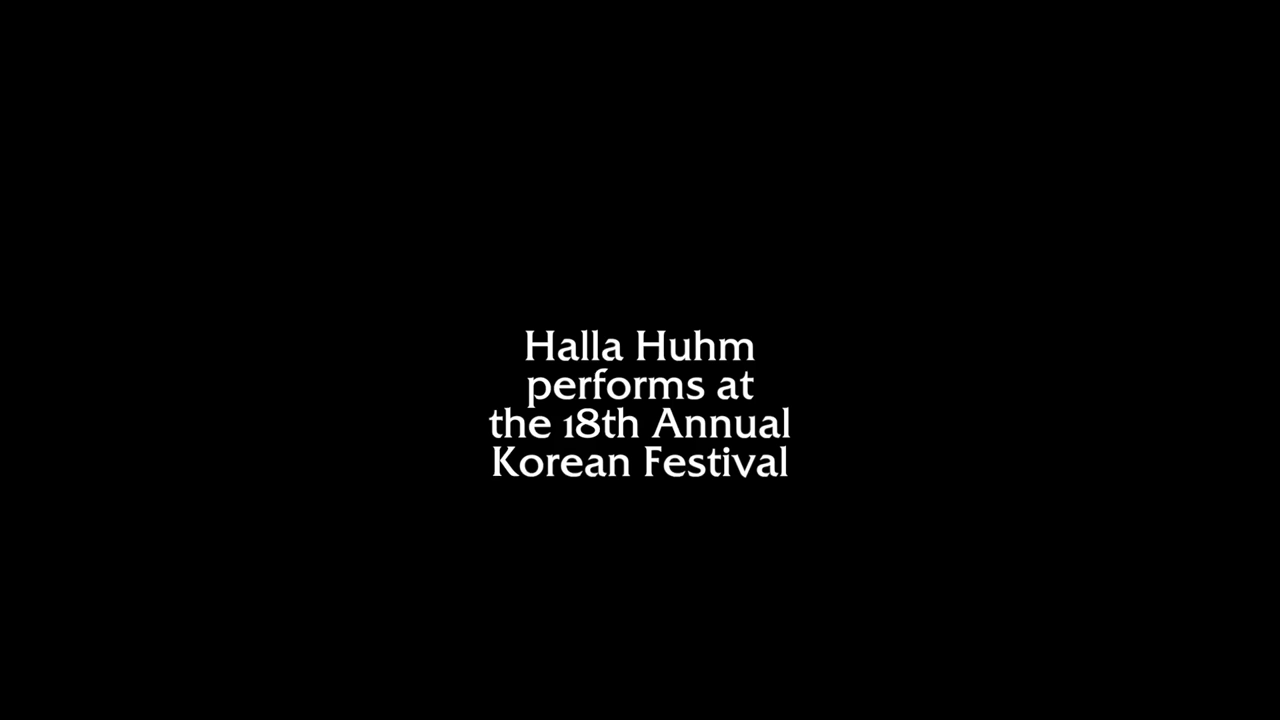 Halla Huhm
performs at
the 18th Annual
Korean Festival